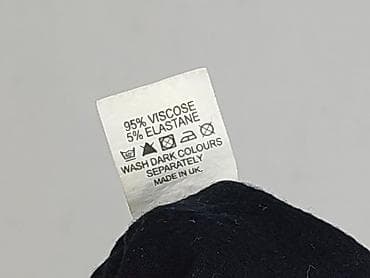 95% VISCOSE
5% ELASTANE
WASH DARK COLOURS
SEPARATELY
MADE IN UK.